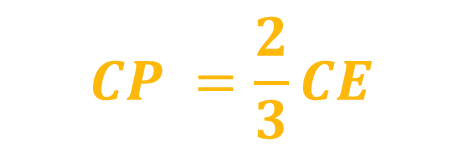 CP = 2/3 CE